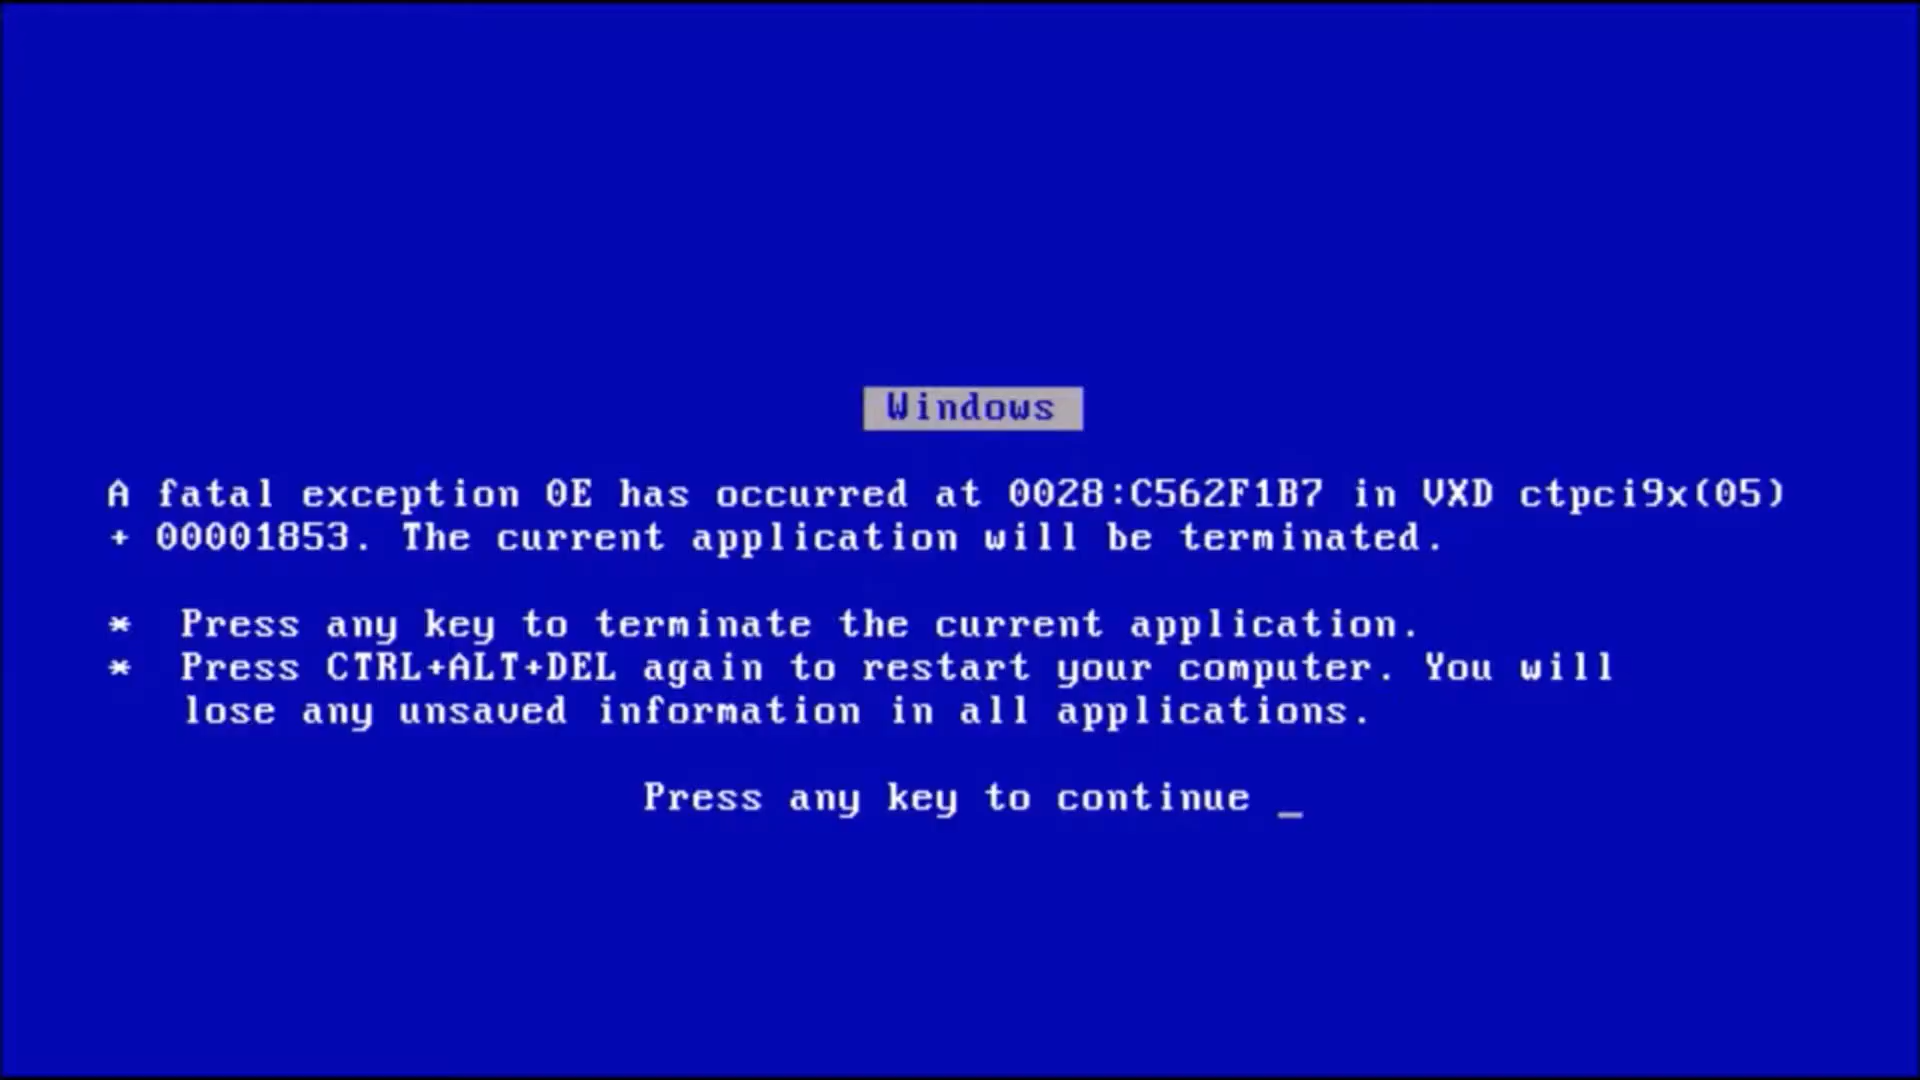 Windows
A fatal exception 0E has occurred at 0028:C562F1B7 in VXD ctpci9x(05)
+ 00001853. The current application will be terminated.
* Press any key to terminate the current application.
* Press CTRL+ALT+DEL again to restart your computer. You will
lose any unsaved information in all applications.
Press any key to continue _